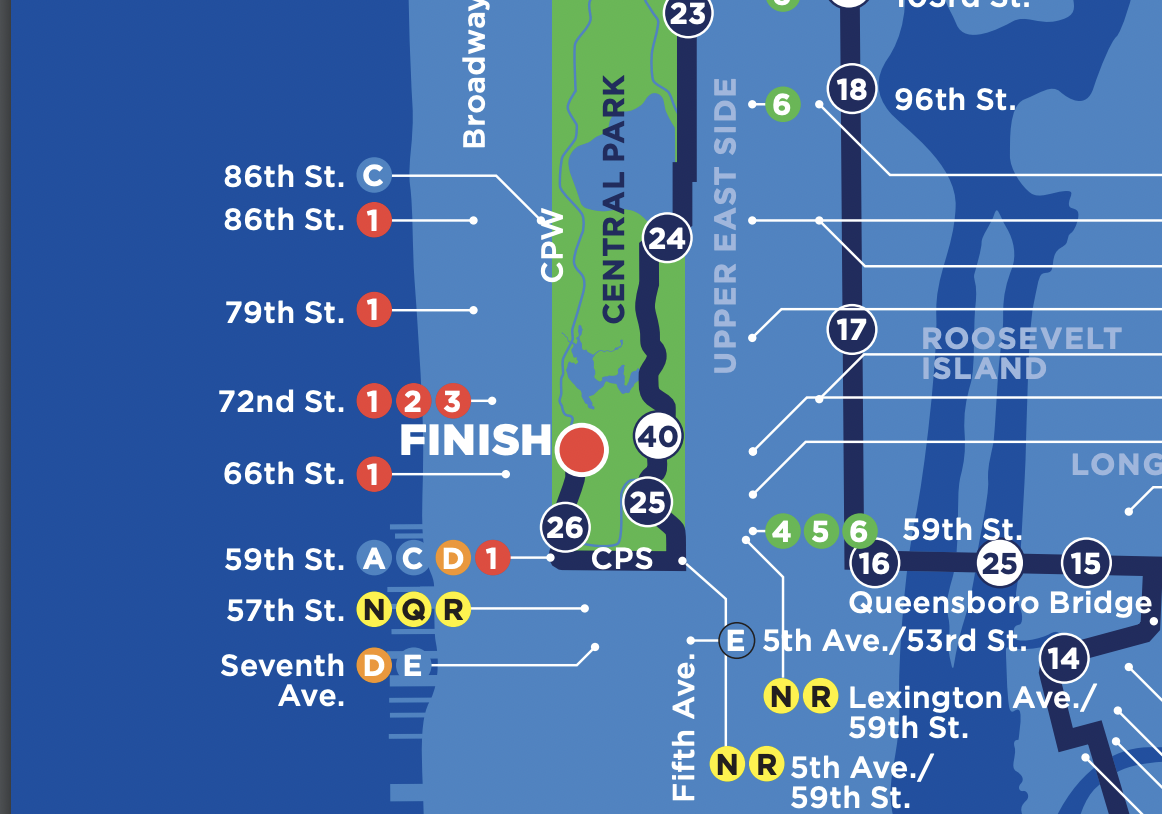 23
103rd St.
Broadway
18
96th St.
6
UPPER EAST SIDE
CENTRAL PARK
86th St. C
86th St. 1
CPW
24
79th St. 1
17
ROOSEVELT
ISLAND
72nd St. 1 2 3
FINISH
40
LONG
66th St. 1
25
26
4 5 6 59th St.
59th St. A C D 1
CPS
16
25
15
Queensboro Bridge
57th St. N Q R
E 5th Ave./53rd St.
14
Seventh D E
Ave.
Fifth Ave.
N R Lexington Ave./
59th St.
N R 5th Ave./
59th St.